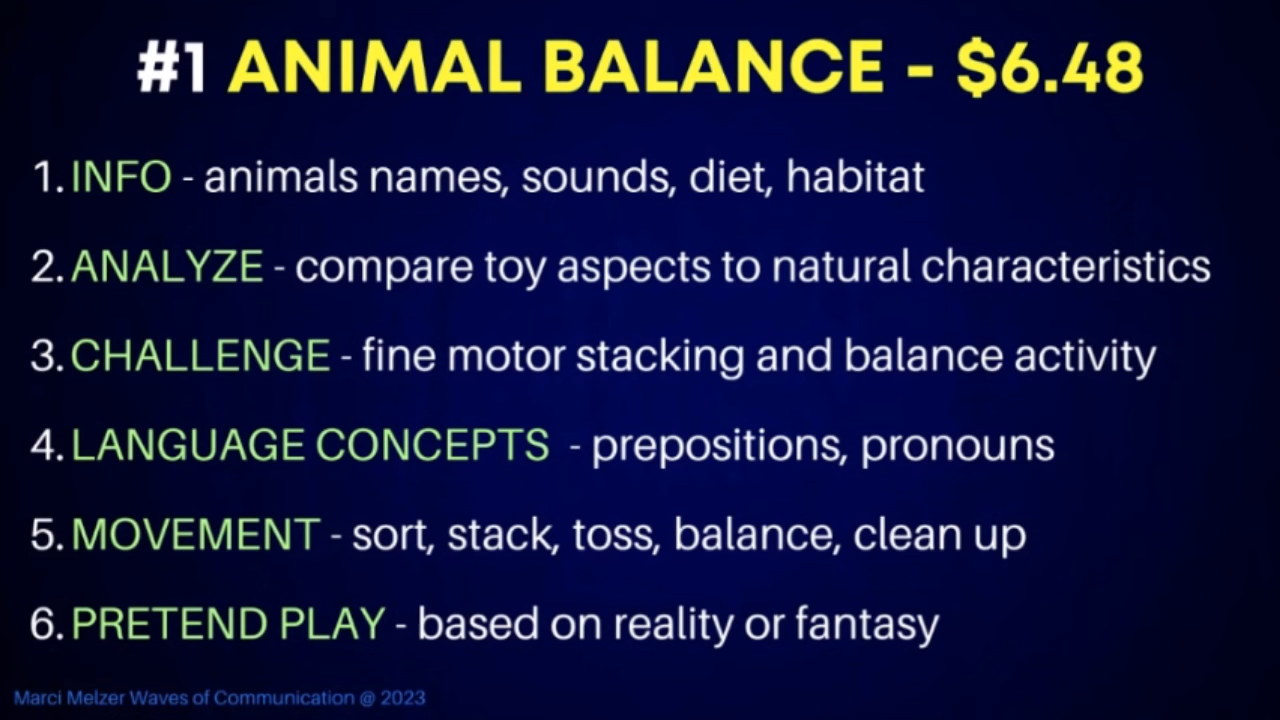 #1 ANIMAL BALANCE - $6.48
1. INFO - animals names, sounds, diet, habitat
2. ANALYZE - compare toy aspects to natural characteristics
3. CHALLENGE - fine motor stacking and balance activity
4. LANGUAGE CONCEPTS - prepositions, pronouns
5. MOVEMENT - sort, stack, toss, balance, clean up
6. PRETEND PLAY - based on reality or fantasy
Marci Melzer Waves of Communication @ 2023